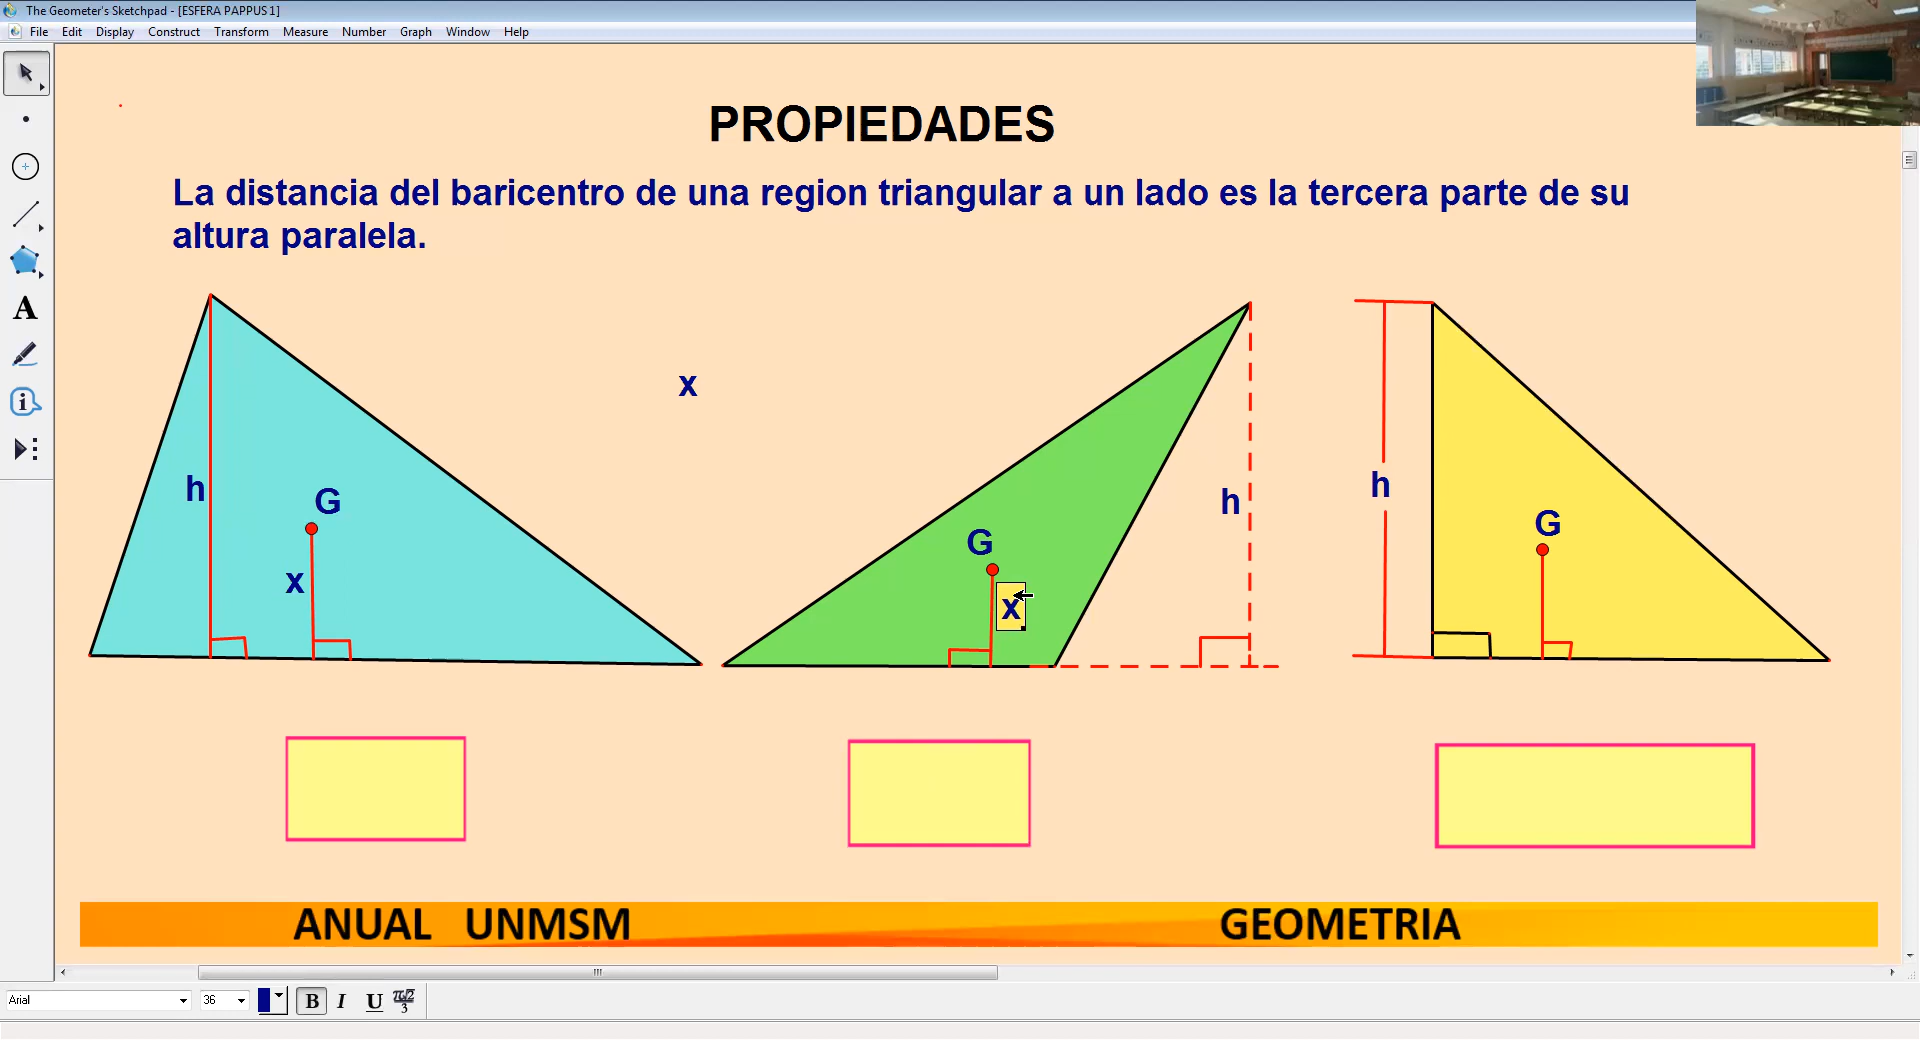 The Geometer's Sketchpad - [ESFERA PAPPUS 1]
File Edit Display Construct Transform Measure Number Graph Window Help
PROPIEDADES
La distancia del baricentro de una region triangular a un lado es la tercera parte de su
altura paralela.
x
h
G
x
G
x
h
h
G
A
i
ANUAL UNMSM
GEOMETRIA
Arial 36 B I U